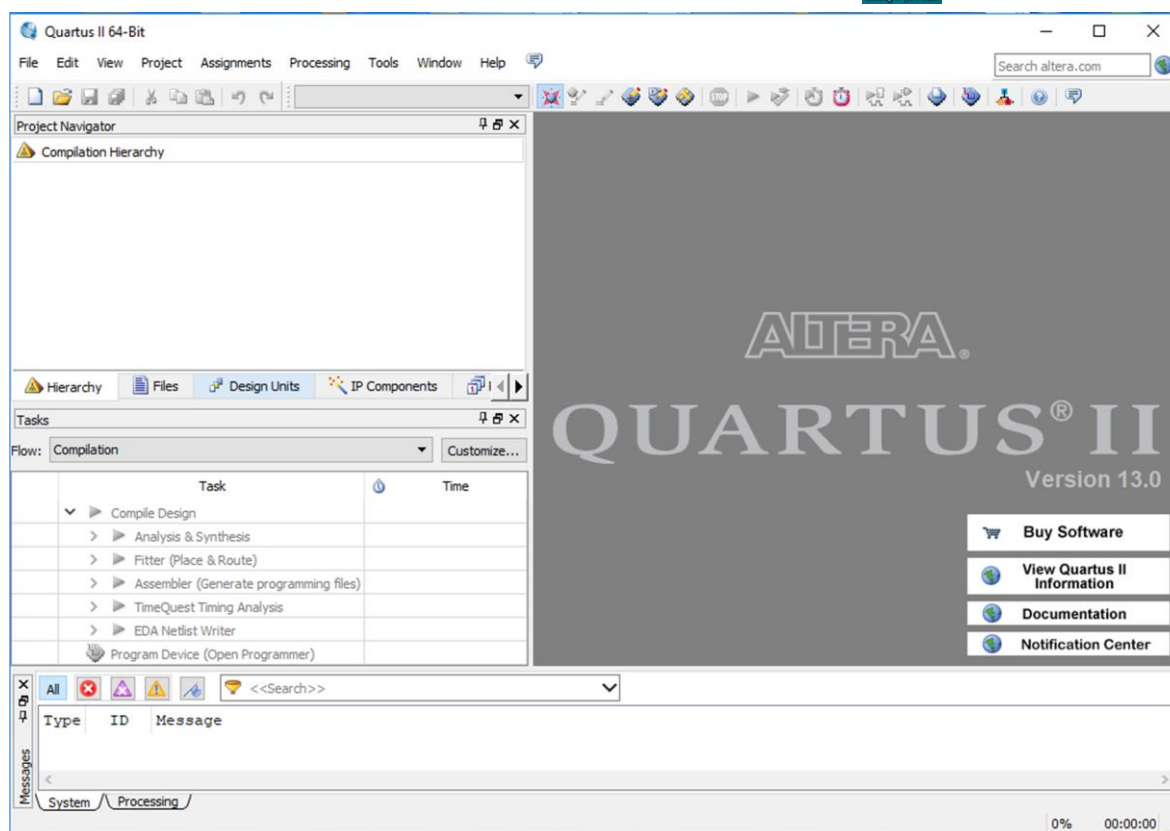 Quartus II 64-Bit
File Edit View Project Assignments Processing Tools Window Help
Search altera.com
Project Navigator
Compilation Hierarchy
Hierarchy Files Design Units IP Components
Tasks
Flow: Compilation Customize...
Task Time
Compile Design
Analysis & Synthesis
Fitter (Place & Route)
Assembler (Generate programming files)
TimeQuest Timing Analysis
EDA Netlist Writer
Program Device (Open Programmer)
ALTERA®
QUARTUS® II
Version 13.0
Buy Software
View Quartus II
Information
Documentation
Notification Center
All <<Search>>
Type ID Message
Messages
System Processing
0% 00:00:00